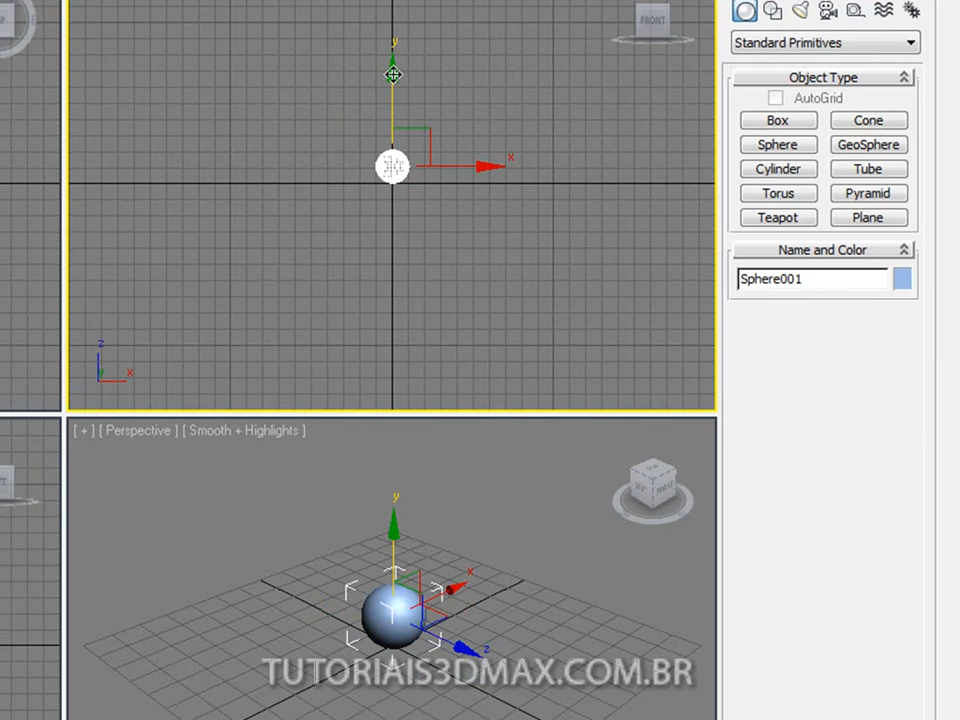 FRONT
y
x
z
x
[ + ] [ Perspective ] [ Smooth + Highlights ]
y
x
z
TUTORIAIS3DMAX.COM.BR
Standard Primitives
Object Type
AutoGrid
Box Cone
Sphere GeoSphere
Cylinder Tube
Torus Pyramid
Teapot Plane
Name and Color
Sphere001